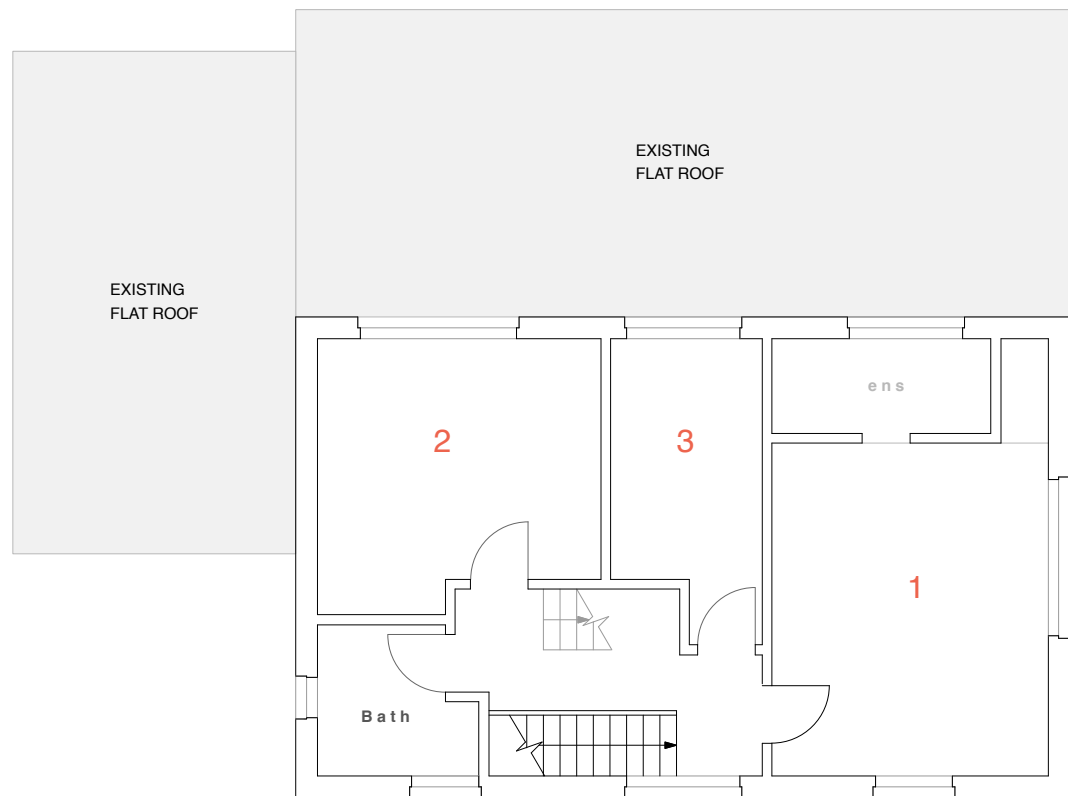 EXISTING
FLAT ROOF
EXISTING
FLAT ROOF
ens
2
3
1
Bath